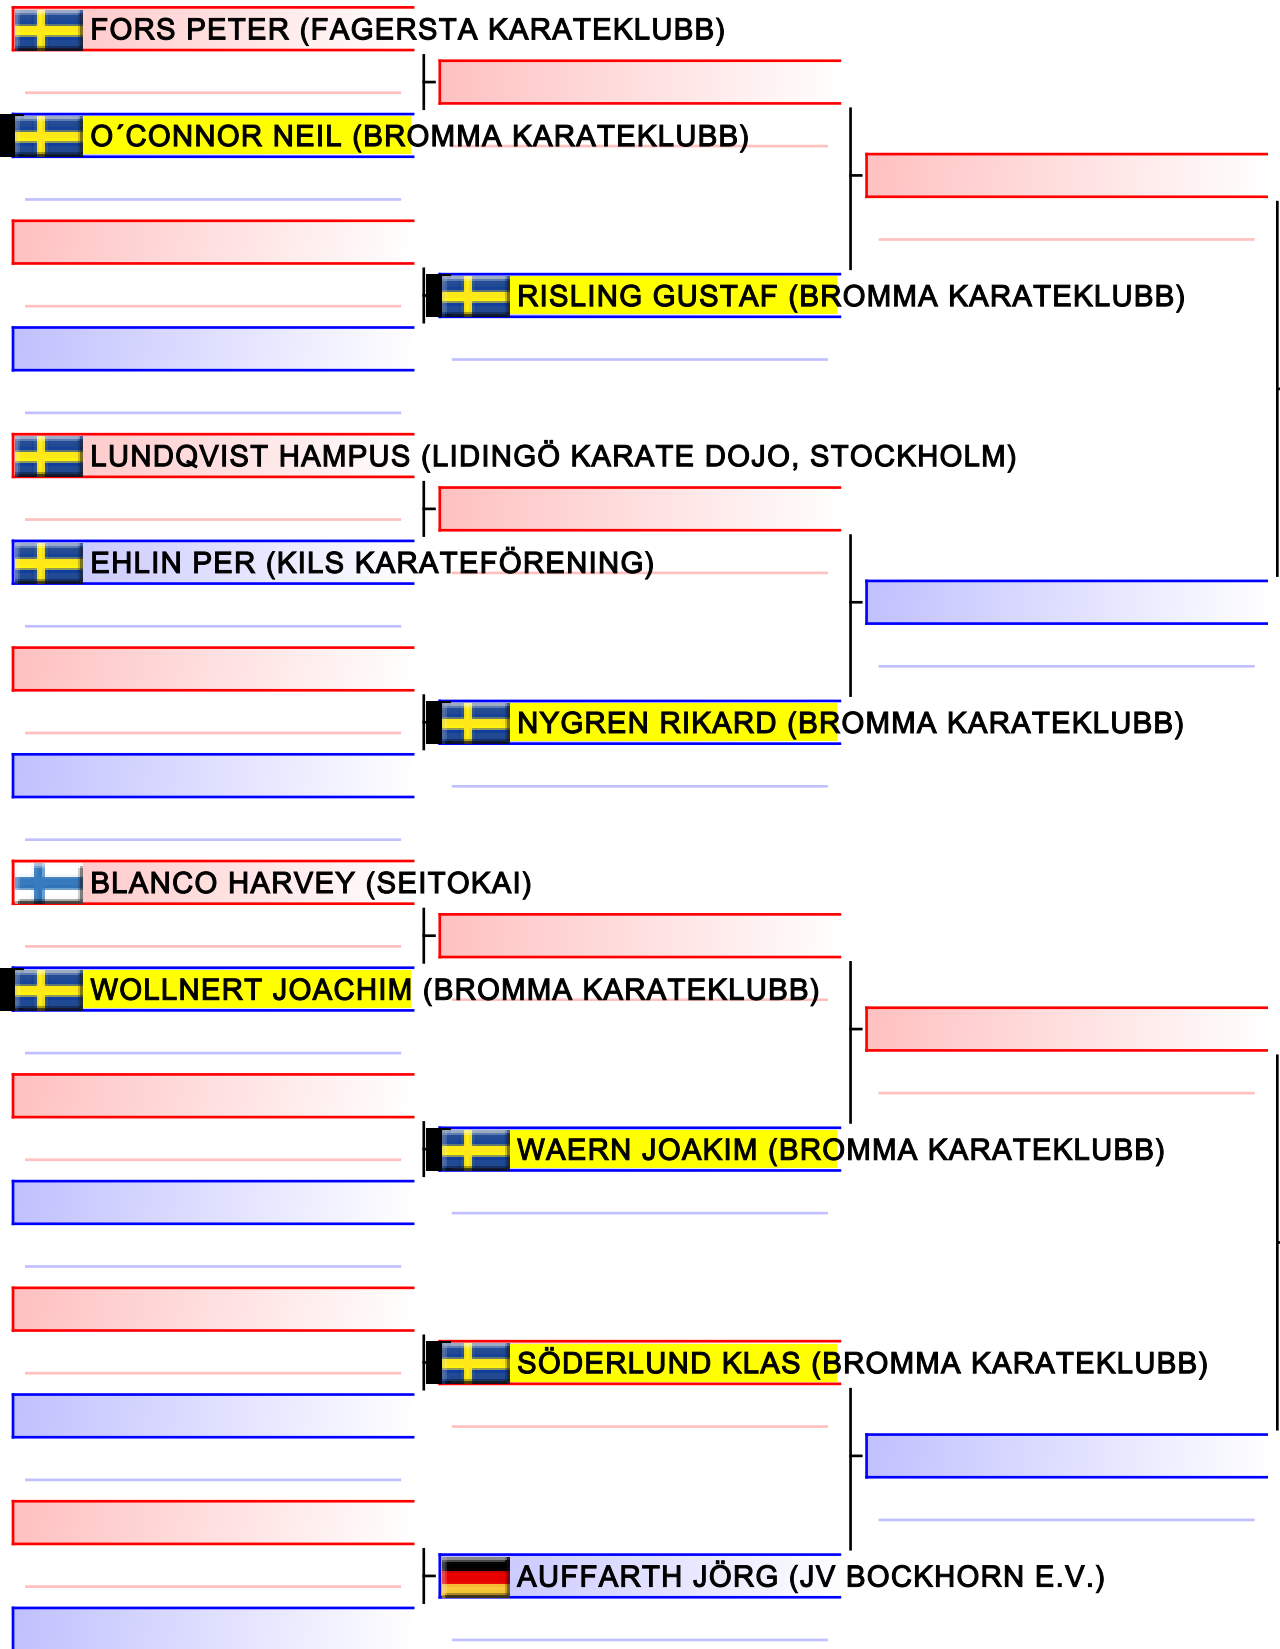 FORS PETER (FAGERSTA KARATEKLUBB)
O´CONNOR NEIL (BROMMA KARATEKLUBB)
RISLING GUSTAF (BROMMA KARATEKLUBB)
LUNDQVIST HAMPUS (LIDINGÖ KARATE DOJO, STOCKHOLM)
EHLIN PER (KILS KARATEFÖRENING)
NYGREN RIKARD (BROMMA KARATEKLUBB)
BLANCO HARVEY (SEITOKAI)
WOLLNERT JOACHIM (BROMMA KARATEKLUBB)
WAERN JOAKIM (BROMMA KARATEKLUBB)
SÖDERLUND KLAS (BROMMA KARATEKLUBB)
AUFFARTH JÖRG (JV BOCKHORN E.V.)